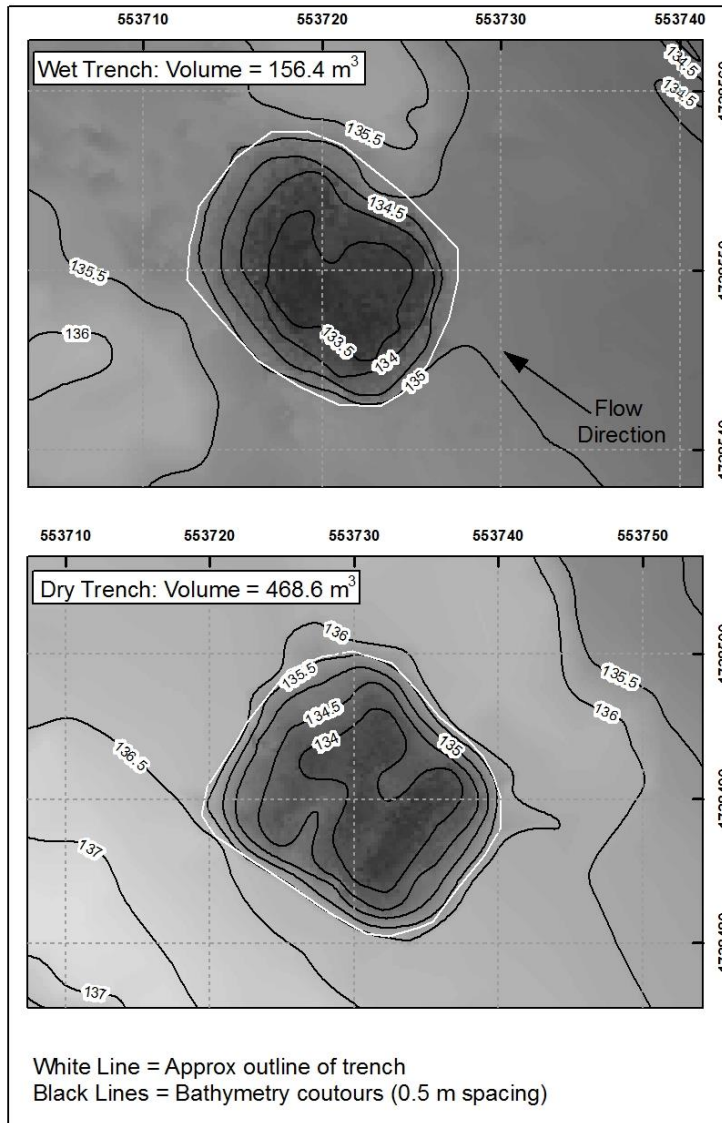 553710 553720 553730 553740
Wet Trench: Volume = 156.4 m³
134.5
134.5
135.5
134.5
135.5
136
133.5
134
135
Flow
Direction
553710 553720 553730 553740 553750
Dry Trench: Volume = 468.6 m³
136
135.5
135.5
134.5
136
134
135
136.5
137
137
White Line = Approx outline of trench
Black Lines = Bathymetry coutours (0.5 m spacing)